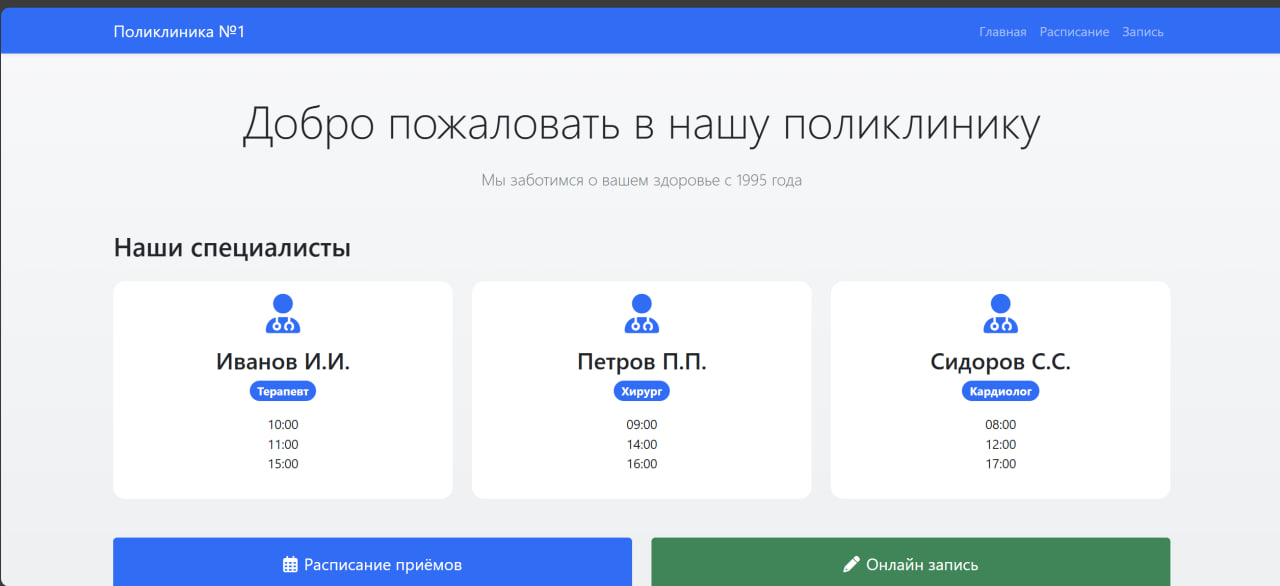 Поликлиника №1
Главная Расписание Запись
Добро пожаловать в нашу поликлинику
Мы заботимся о вашем здоровье с 1995 года
Наши специалисты
Иванов И.И.
Терапевт
10:00
11:00
15:00
Петров П.П.
Хирург
09:00
14:00
16:00
Сидоров С.С.
Кардиолог
08:00
12:00
17:00
Расписание приёмов
Онлайн запись